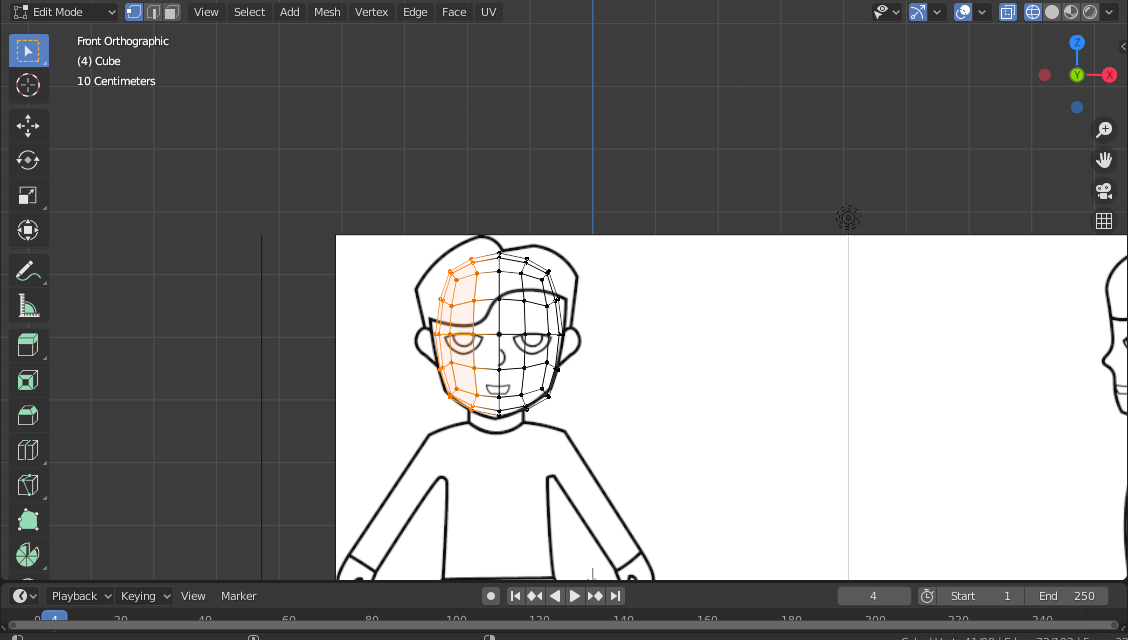 Edit Mode View Select Add Mesh Vertex Edge Face UV
Front Orthographic
(4) Cube
10 Centimeters
Z
Y X
Playback Keying View Marker 4 Start 1 End 250
0 4 20 40 60 80 100 120 140 160 180 200 220 240